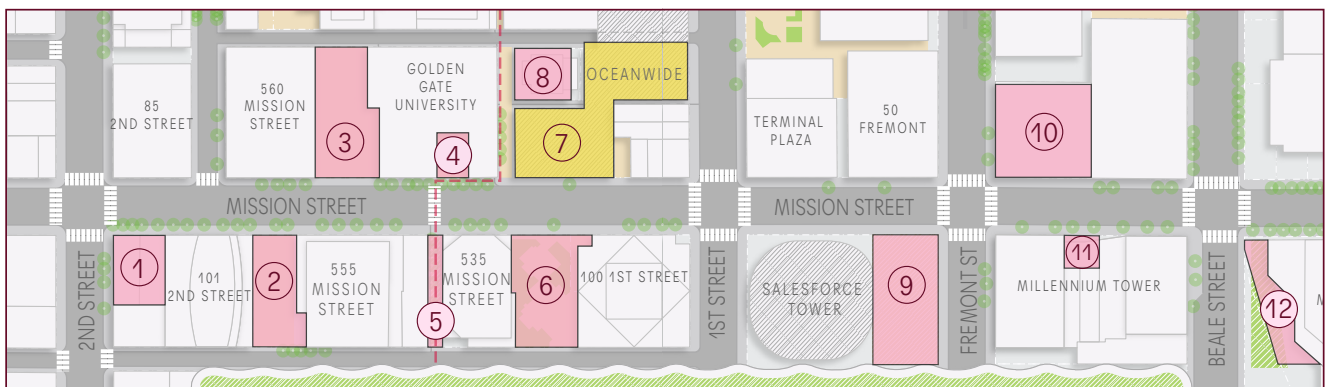 85
2ND STREET
560
MISSION
STREET
3
GOLDEN
GATE
UNIVERSITY
4
8
OCEANWIDE
7
TERMINAL
PLAZA
50
FREMONT
10
MISSION STREET
MISSION STREET
2ND STREET
1
101
2ND STREET
2
555
MISSION
STREET
5
535
MISSION
STREET
6
100 1ST STREET
1ST STREET
SALESFORCE
TOWER
9
FREMONT ST
11
MILLENNIUM TOWER
BEALE STREET
12
M